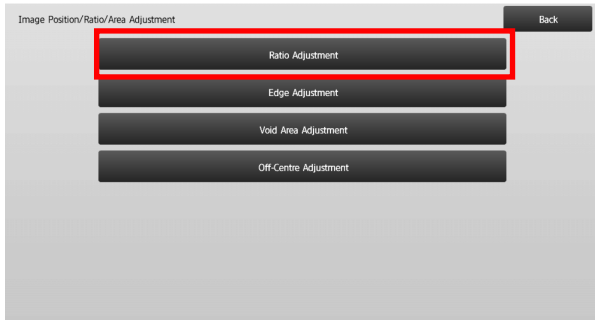 Image Position/Ratio/Area Adjustment
Back
Ratio Adjustment
Edge Adjustment
Void Area Adjustment
Off-Centre Adjustment